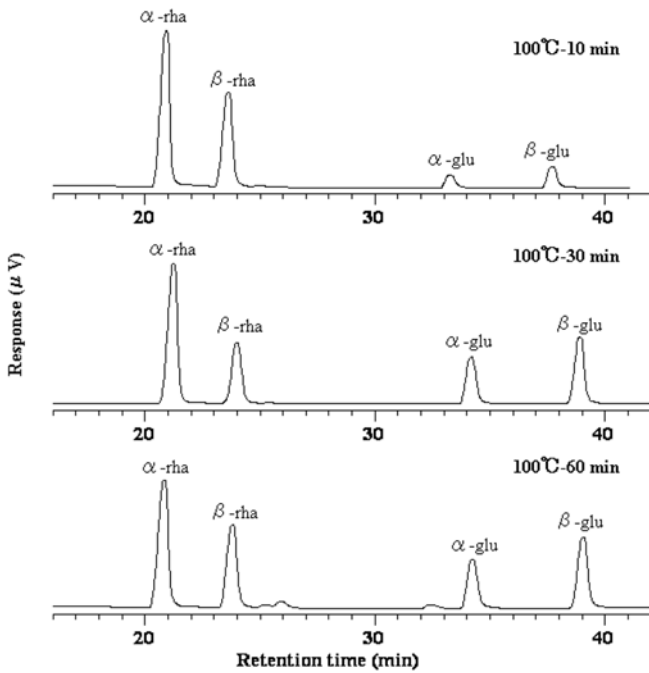 α-rha
100℃-10 min
β-rha
α-glu
β-glu
20
30
40
α-rha
100℃-30 min
β-rha
α-glu
β-glu
20
30
40
α-rha
100℃-60 min
β-rha
α-glu
β-glu
20
30
40
Retention time (min)
Response (μ V)